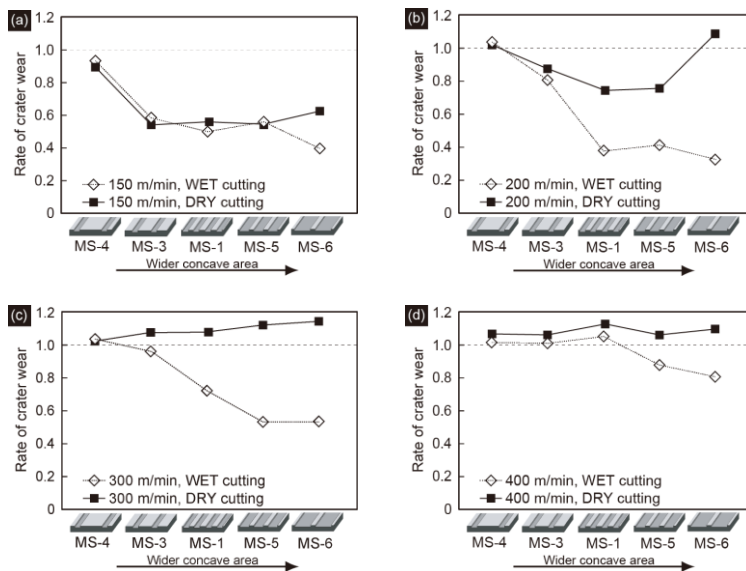 (a)
1.2
1.0
0.8
0.6
0.4
0.2
0
Rate of crater wear
150 m/min, WET cutting
150 m/min, DRY cutting
MS-4 MS-3 MS-1 MS-5 MS-6
Wider concave area
(b)
1.2
1.0
0.8
0.6
0.4
0.2
0
Rate of crater wear
200 m/min, WET cutting
200 m/min, DRY cutting
MS-4 MS-3 MS-1 MS-5 MS-6
Wider concave area
(c)
1.2
1.0
0.8
0.6
0.4
0.2
0
Rate of crater wear
300 m/min, WET cutting
300 m/min, DRY cutting
MS-4 MS-3 MS-1 MS-5 MS-6
Wider concave area
(d)
1.2
1.0
0.8
0.6
0.4
0.2
0
Rate of crater wear
400 m/min, WET cutting
400 m/min, DRY cutting
MS-4 MS-3 MS-1 MS-5 MS-6
Wider concave area